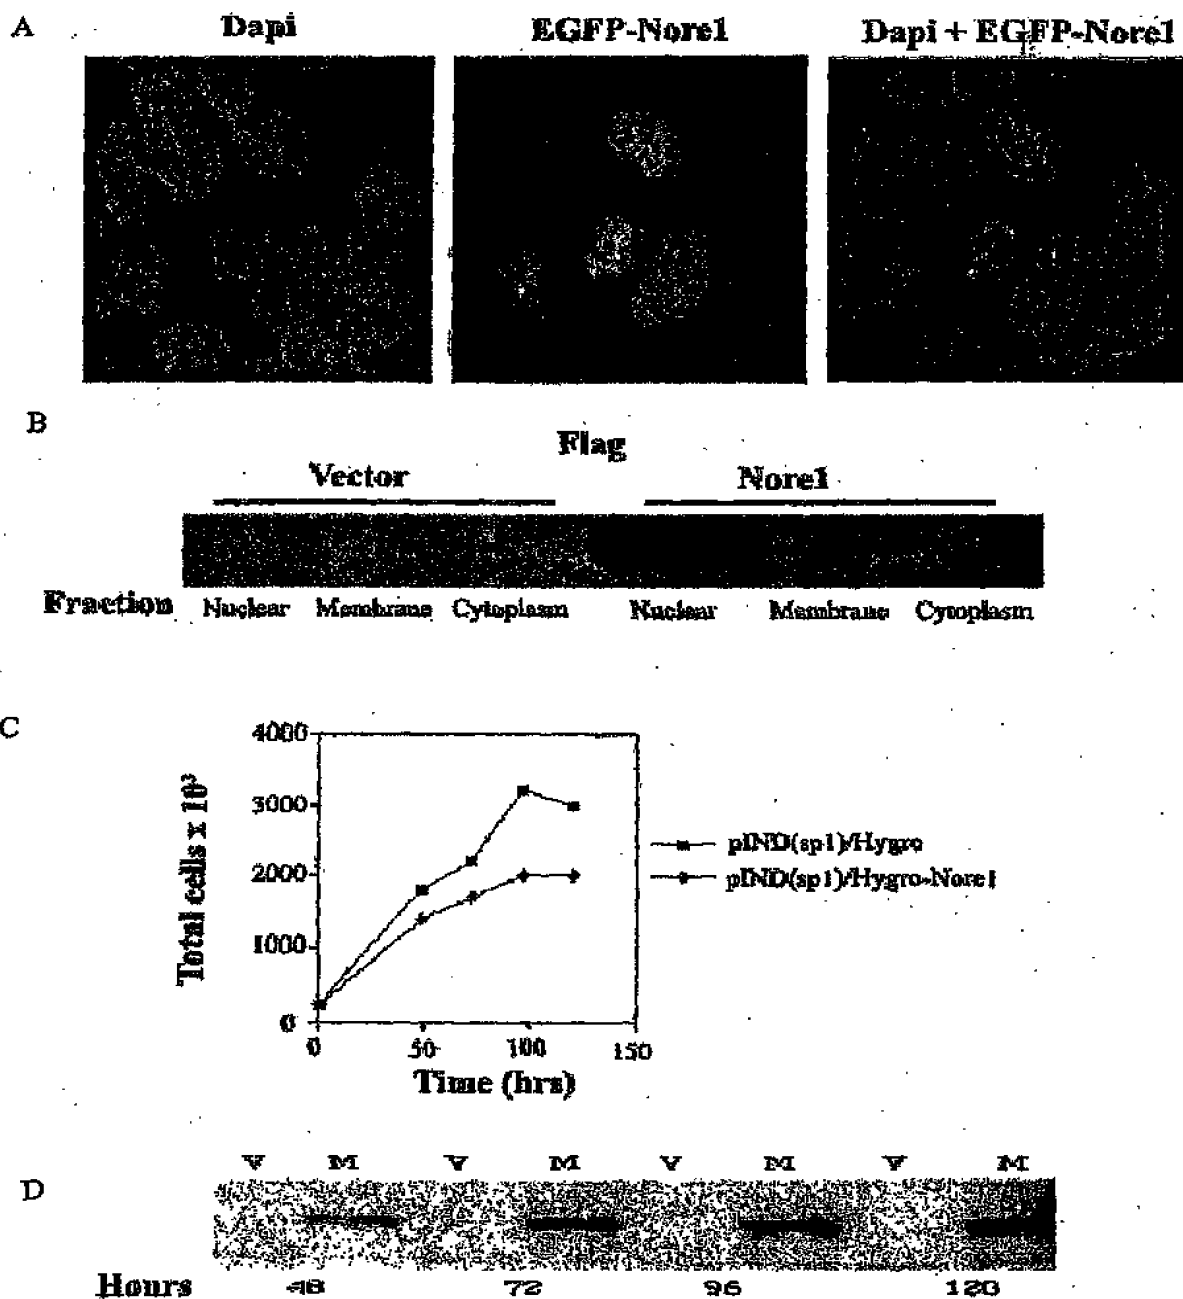 A
Dapi
EGFP-Nore1
Dapi + EGFP-Nore1
B
Flag
Vector
Nore1
Fraction
Nuclear Membrane Cytoplasm Nuclear Membrane Cytoplasm
C
4000
3000
2000
1000
0
Total cells x 10³
0 50 100 150
Time (hrs)
pIND(sp1)/Hygro
pIND(sp1)/Hygro-Nore1
D
V M V M V M V M
Hours 48 72 96 120